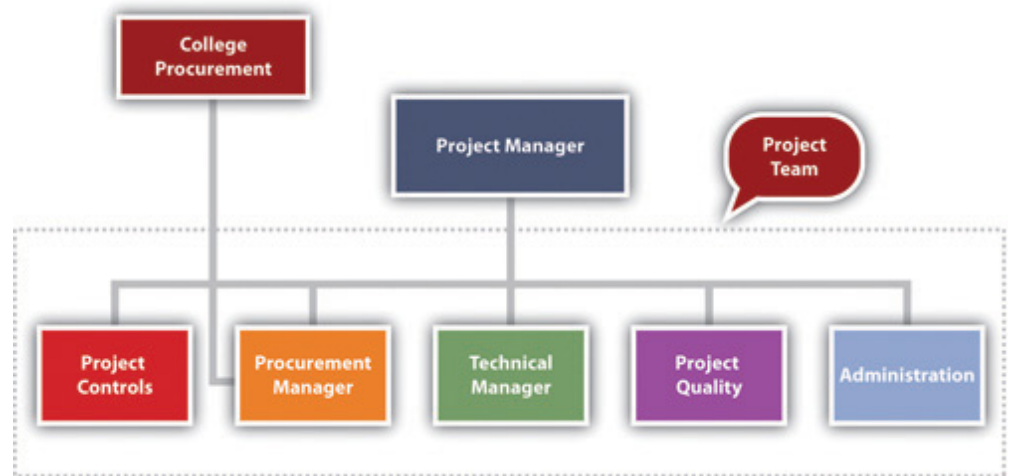 College
Procurement
Project Manager
Project
Team
Project
Controls
Procurement
Manager
Technical
Manager
Project
Quality
Administration